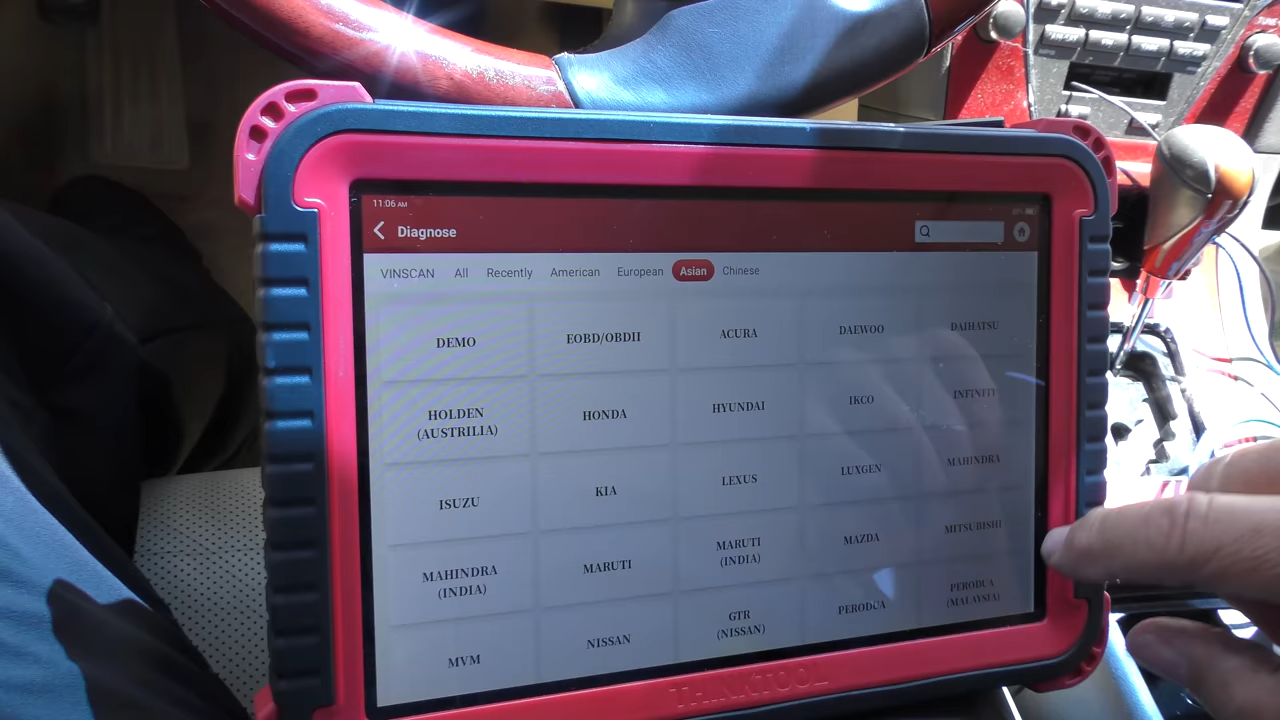 11:06 AM
Diagnose
VINSCAN All Recently American European Asian Chinese
DEMO
EOBD/OBDII
ACURA
DAEWOO
DAIHATSU
HOLDEN
(AUSTRILIA)
HONDA
HYUNDAI
IKCO
INFINITI
ISUZU
KIA
LEXUS
LUXGEN
MAHINDRA
MAHINDRA
(INDIA)
MARUTI
MARUTI
(INDIA)
MAZDA
MITSUBISHI
MVM
NISSAN
GTR
(NISSAN)
PERODUA
PERODUA
(MALAYSIA)
THINKTOOL